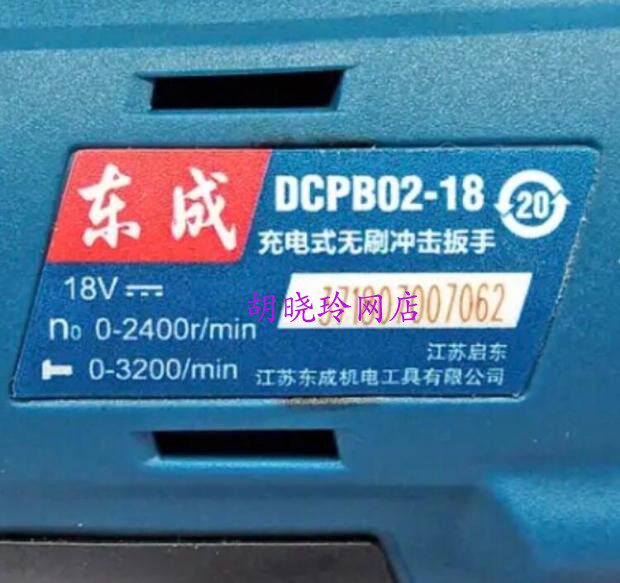 东成
DCPB02-18
20
充电式无刷冲击扳手
18V
胡晓玲网店
n₀ 0-2400r/min
0-3200/min
江苏启东
江苏东成机电工具有限公司